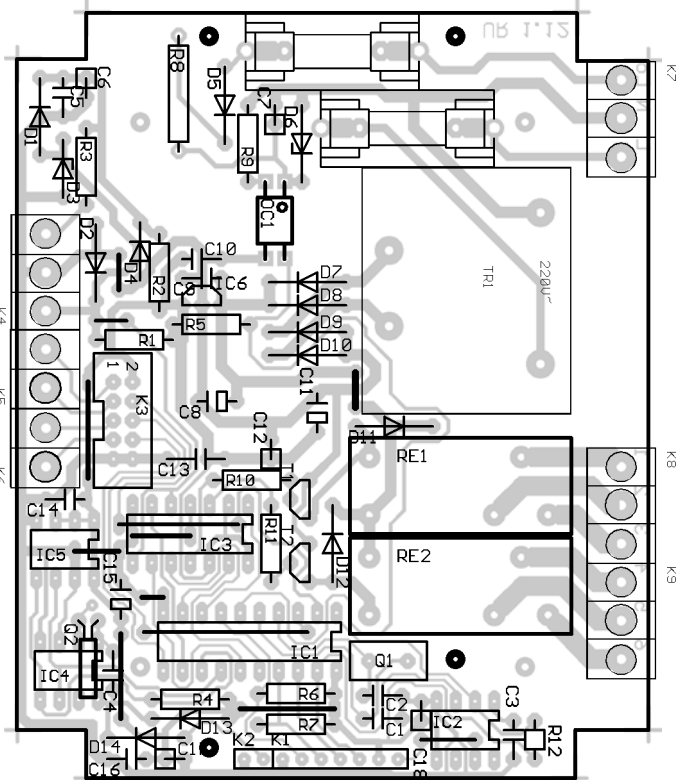 UR 1.12
K7
C6
C5
R8
D5
C7
D6
D1
R3
R9
D3
OC1
D2
D4
R2
C10
C9
IC6
D7
D8
D9
D10
TR1
220V~
R5
R1
K4
1 2
K3
K5
C8
C11
D11
C12
C13
T1
R10
RE1
K8
C14
R11
T2
IC3
IC5
D12
RE2
K9
C15
Q2
IC1
Q1
IC4
C4
R4
R6
C2
C3
D13
R7
C1
IC2
R12
D14
K2
K1
C16
C18